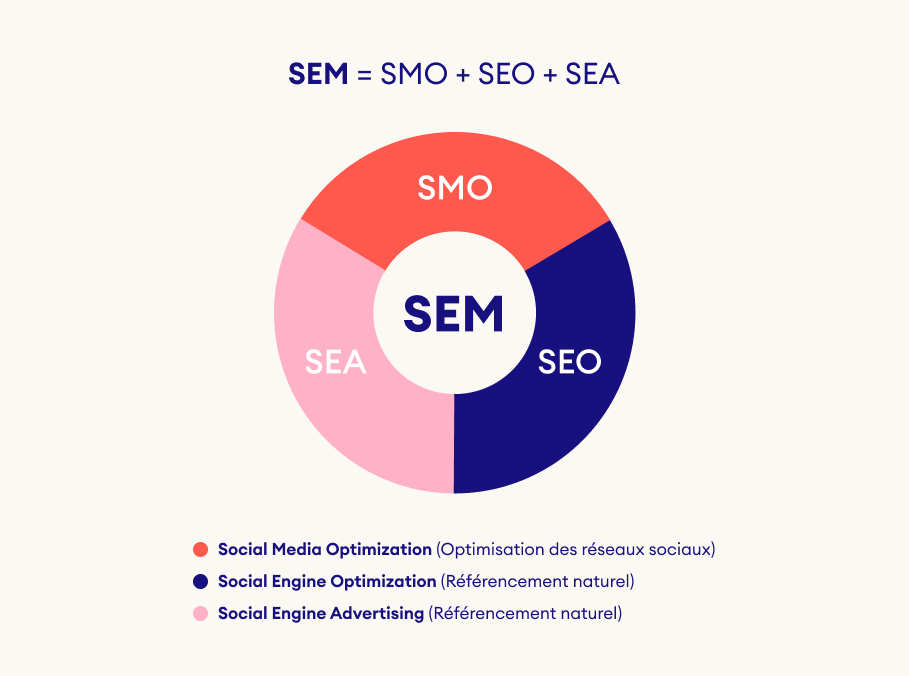 SEM = SMO + SEO + SEA
SMO
SEM
SEA
SEO
Social Media Optimization (Optimisation des réseaux sociaux)
Social Engine Optimization (Référencement naturel)
Social Engine Advertising (Référencement naturel)